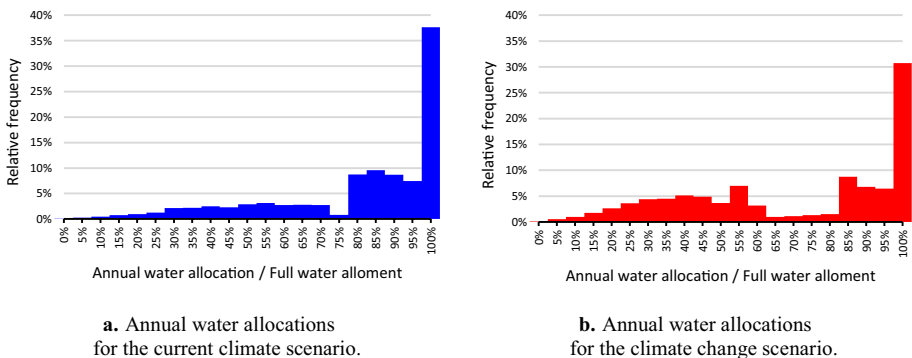 40%
35%
30%
25%
20%
15%
10%
5%
0%
Relative frequency
0% 5% 10% 15% 20% 25% 30% 35% 40% 45% 50% 55% 60% 65% 70% 75% 80% 85% 90% 95% 100%
Annual water allocation / Full water alloment
a. Annual water allocations
for the current climate scenario.
40%
35%
30%
25%
20%
15%
10%
5%
0%
Relative frequency
0% 5% 10% 15% 20% 25% 30% 35% 40% 45% 50% 55% 60% 65% 70% 75% 80% 85% 90% 95% 100%
Annual water allocation / Full water alloment
b. Annual water allocations
for the climate change scenario.